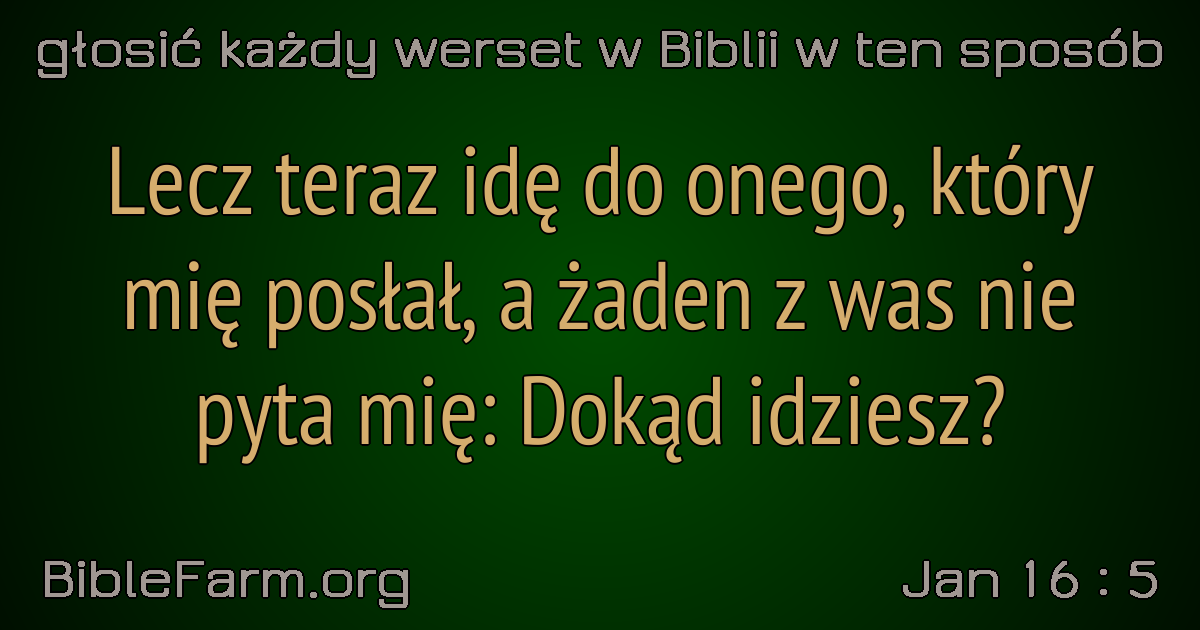 głosić każdy werset w Biblii w ten sposób
Lecz teraz idę do onego, który
mię posłał, a żaden z was nie
pyta mię: Dokąd idziesz?
BibleFarm.org
Jan 16 : 5